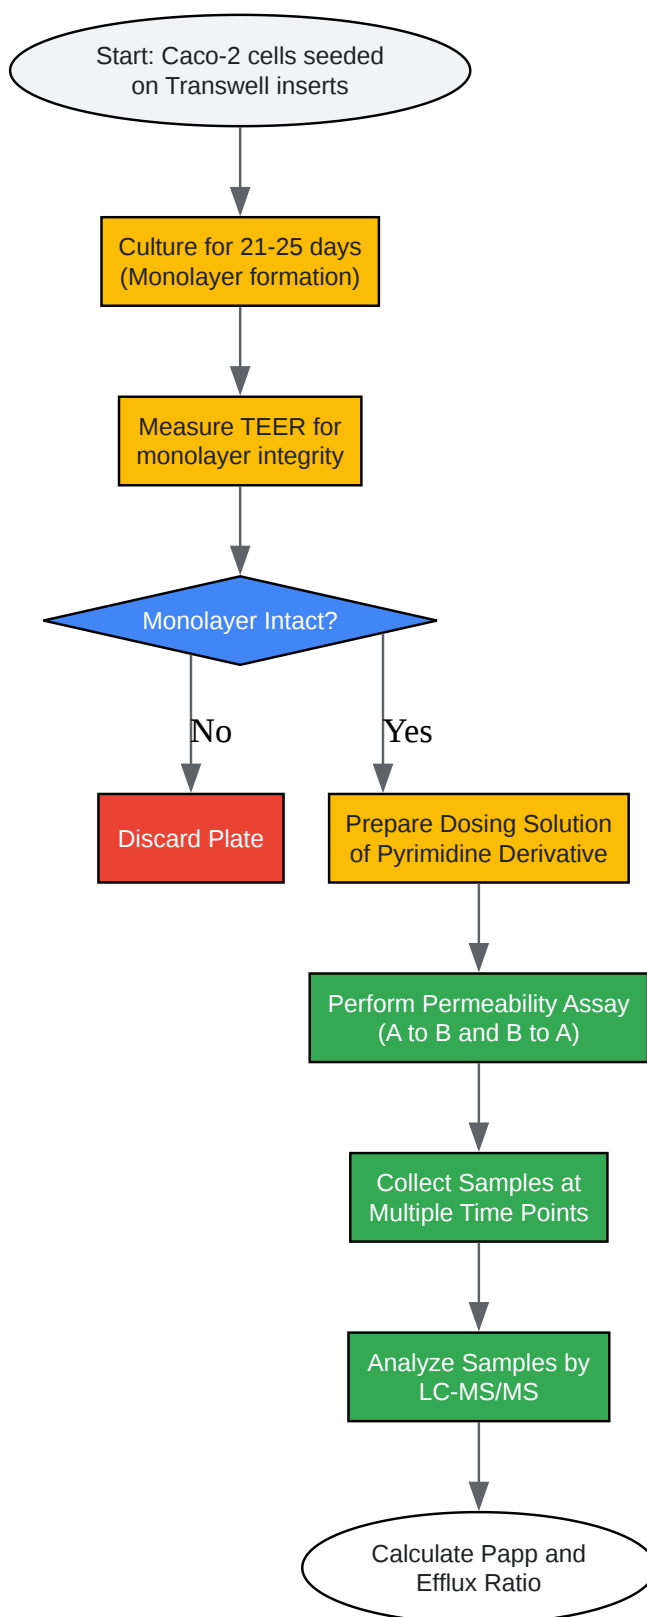 Start: Caco-2 cells seeded
on Transwell inserts
Culture for 21-25 days
(Monolayer formation)
Measure TEER for
monolayer integrity
Monolayer Intact?
No
Yes
Discard Plate
Prepare Dosing Solution
of Pyrimidine Derivative
Perform Permeability Assay
(A to B and B to A)
Collect Samples at
Multiple Time Points
Analyze Samples by
LC-MS/MS
Calculate Papp and
Efflux Ratio